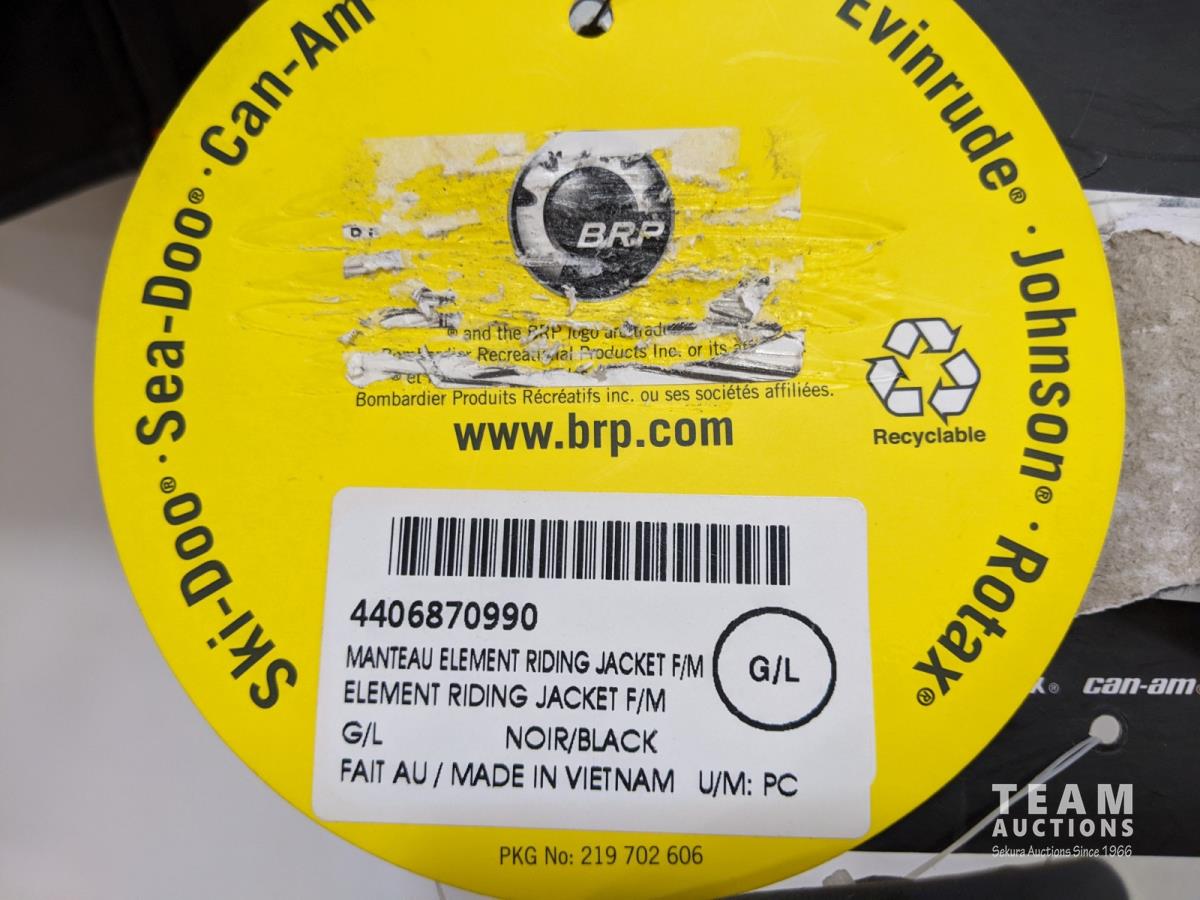 Ski-Doo® · Sea-Doo® · Can-Am
Evinrude® · Johnson® · Rotax®
BRP
® and the BRP logo are
Bombardier Recreational Products Inc. or its
® et
Bombardier Produits Récréatifs inc. ou ses sociétés affiliées.
www.brp.com
Recyclable
4406870990
MANTEAU ELEMENT RIDING JACKET F/M
ELEMENT RIDING JACKET F/M
G/L
G/L NOIR/BLACK
FAIT AU / MADE IN VIETNAM U/M: PC
PKG No: 219 702 606
can-am
TEAM
AUCTIONS
Sekura Auctions Since 1966